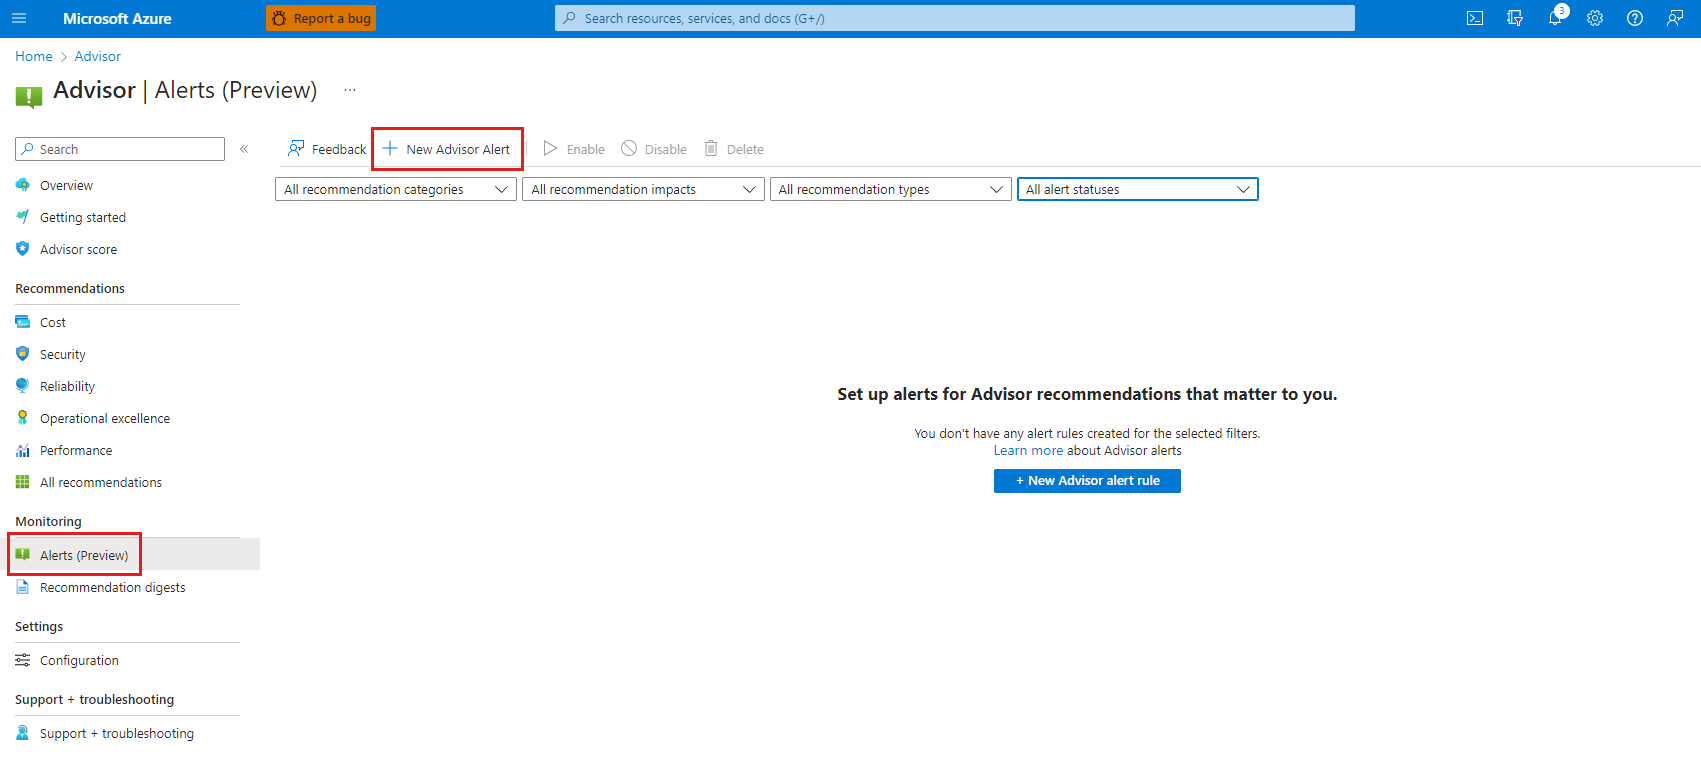 Microsoft Azure
Report a bug
Search resources, services, and docs (G+/)
3
Home > Advisor
Advisor | Alerts (Preview) ...
Search
«
Overview
Getting started
Advisor score
Recommendations
Cost
Security
Reliability
Operational excellence
Performance
All recommendations
Monitoring
Alerts (Preview)
Recommendation digests
Settings
Configuration
Support + troubleshooting
Support + troubleshooting
Feedback + New Advisor Alert Enable Disable Delete
All recommendation categories All recommendation impacts All recommendation types All alert statuses
Set up alerts for Advisor recommendations that matter to you.
You don't have any alert rules created for the selected filters.
Learn more about Advisor alerts
+ New Advisor alert rule